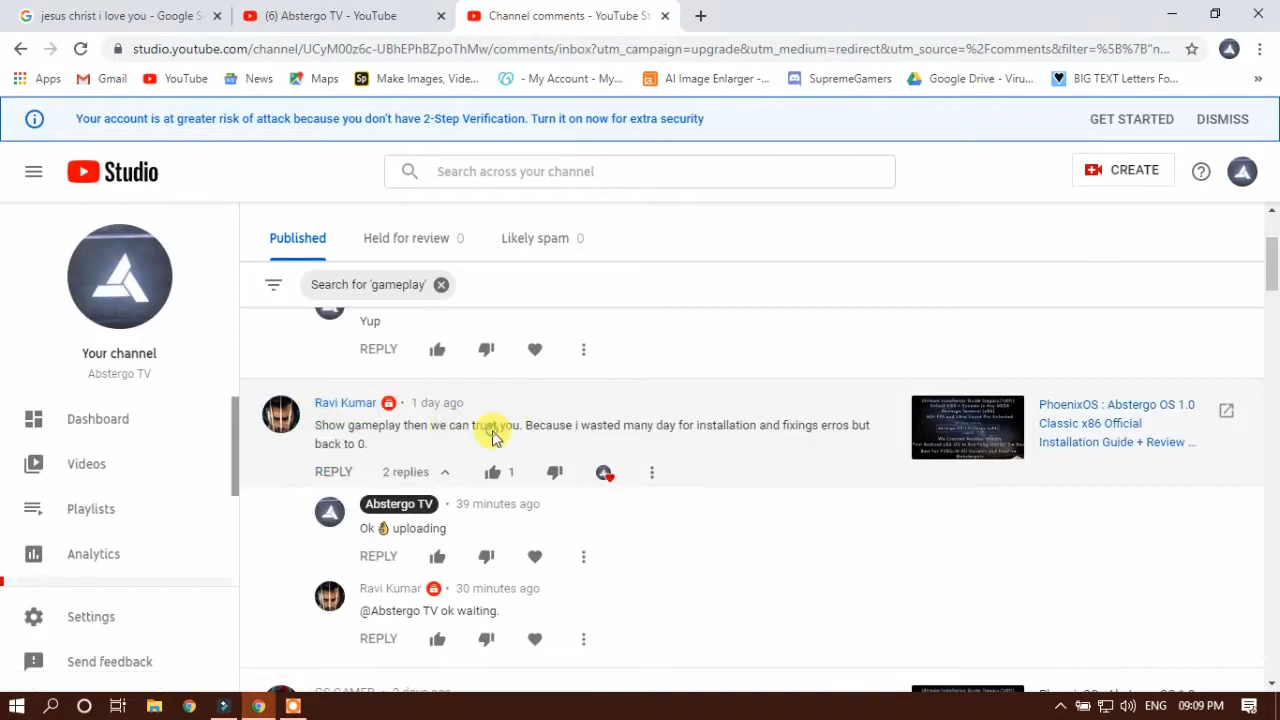 jesus christ i love you - Google S
(6) Abstergo TV - YouTube
Channel comments - YouTube St
studio.youtube.com/channel/UCyM00z6c-UBhEPhBZpoThMw/comments/inbox?utm_campaign=upgrade&utm_medium=redirect&utm_source=%2Fcomments&filter=%5B%7B"n...
Apps Gmail YouTube News Maps Make Images, Vide... - My Account - My... AI Image Enlarger -... SupremeGamers Google Drive - Viru... BIG TEXT Letters Fo... »
Your account is at greater risk of attack because you don't have 2-Step Verification. Turn it on now for extra security GET STARTED DISMISS
Studio Search across your channel CREATE
Published Held for review 0 Likely spam 0
Search for 'gameplay'
Your channel
Abstergo TV
Dashboard
Videos
Playlists
Analytics
Settings
Send feedback
Yup
REPLY
Ravi Kumar • 1 day ago
Show gameplay then we can trust you. Because i wasted many day for installation and fixings erros but
back to 0.
REPLY 2 replies 1
PhoenixOS : Abstergo OS 1.0
Classic x86 Official
Installation Guide + Review ...
Abstergo TV • 39 minutes ago
Ok 👌 uploading
REPLY
Ravi Kumar • 30 minutes ago
@Abstergo TV ok waiting.
REPLY
ENG 09:09 PM